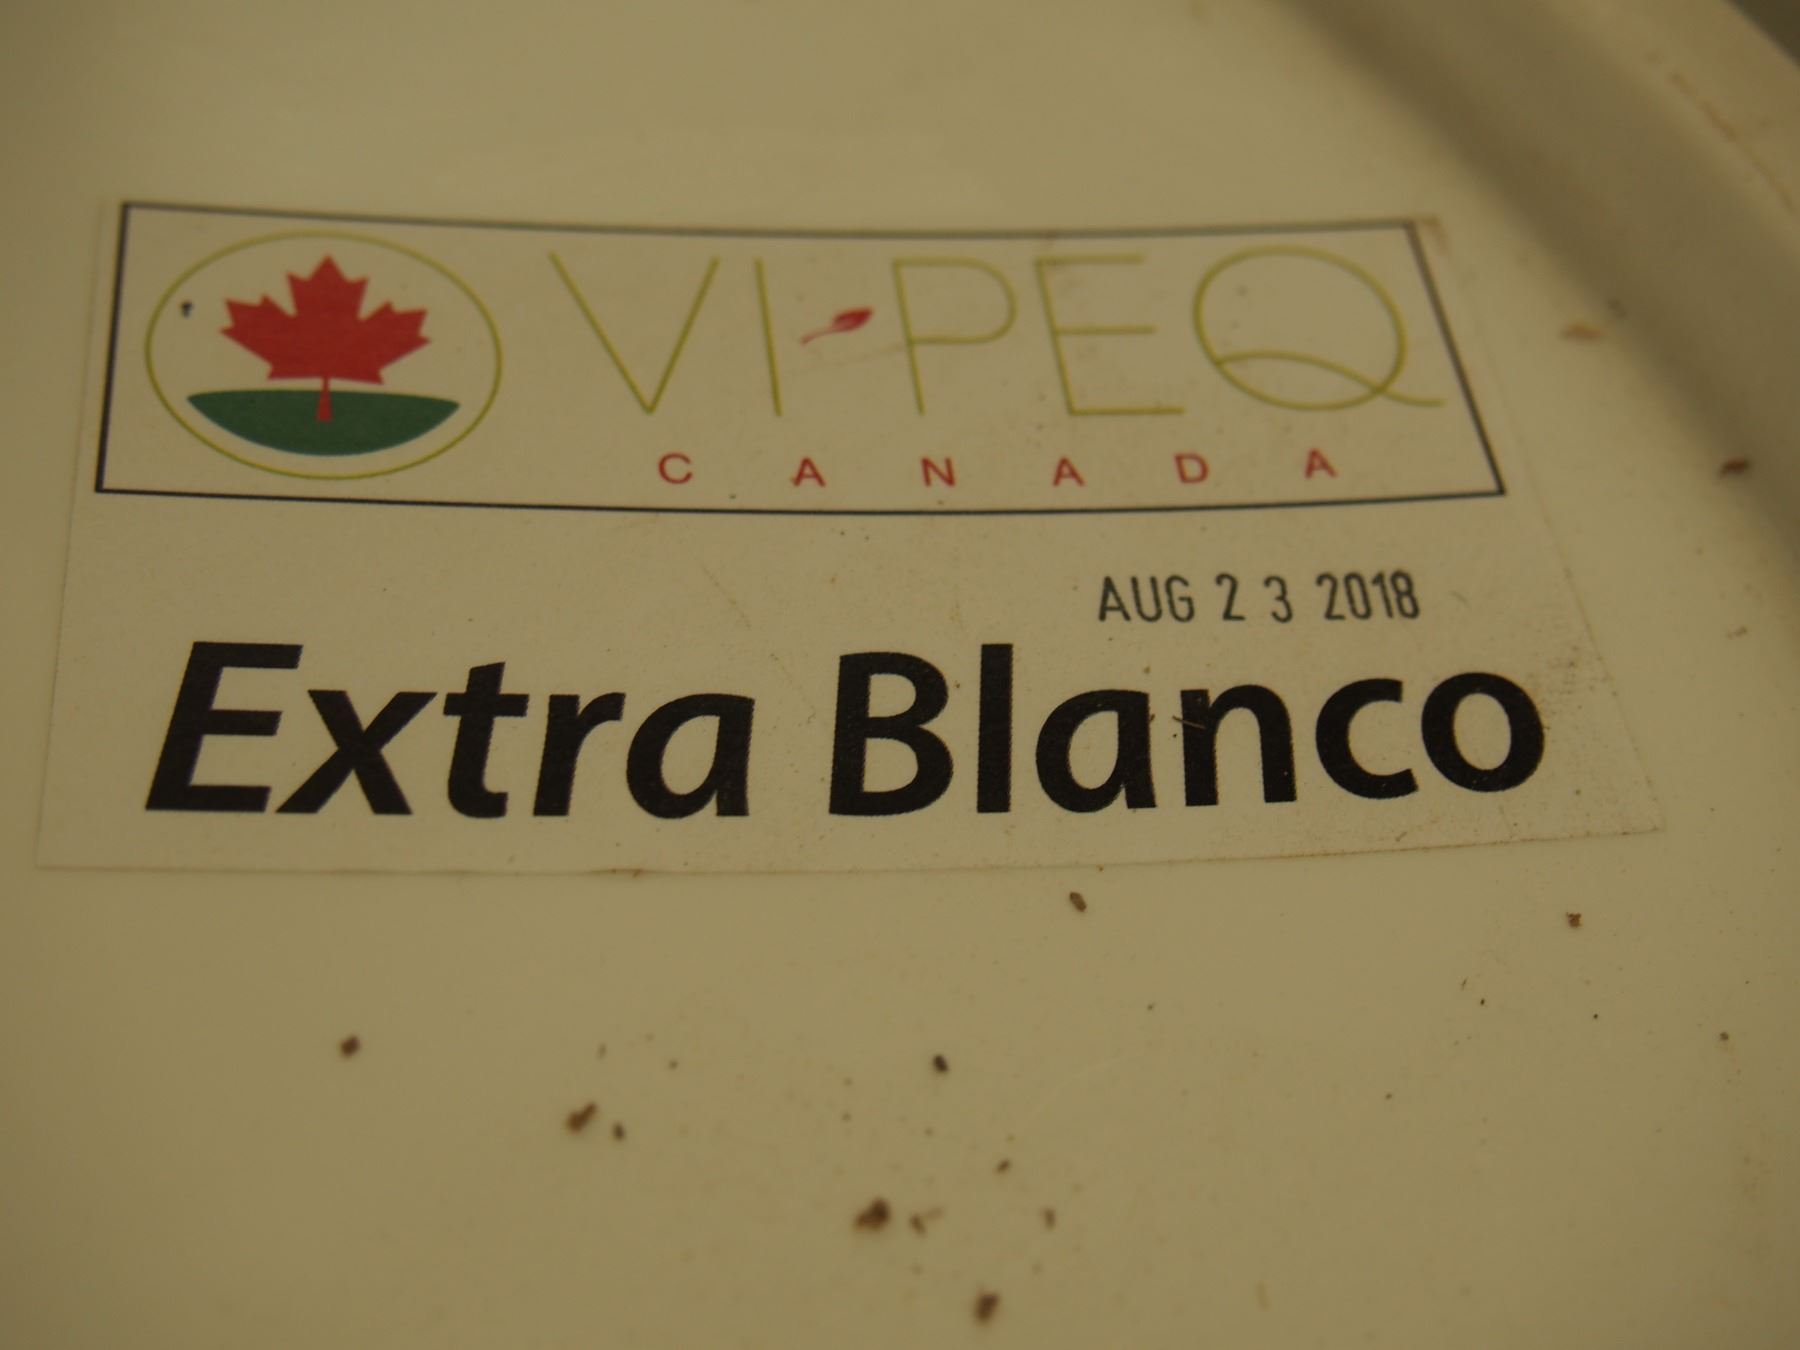 VI-PEQ
CANADA
AUG 23 2018
Extra Blanco